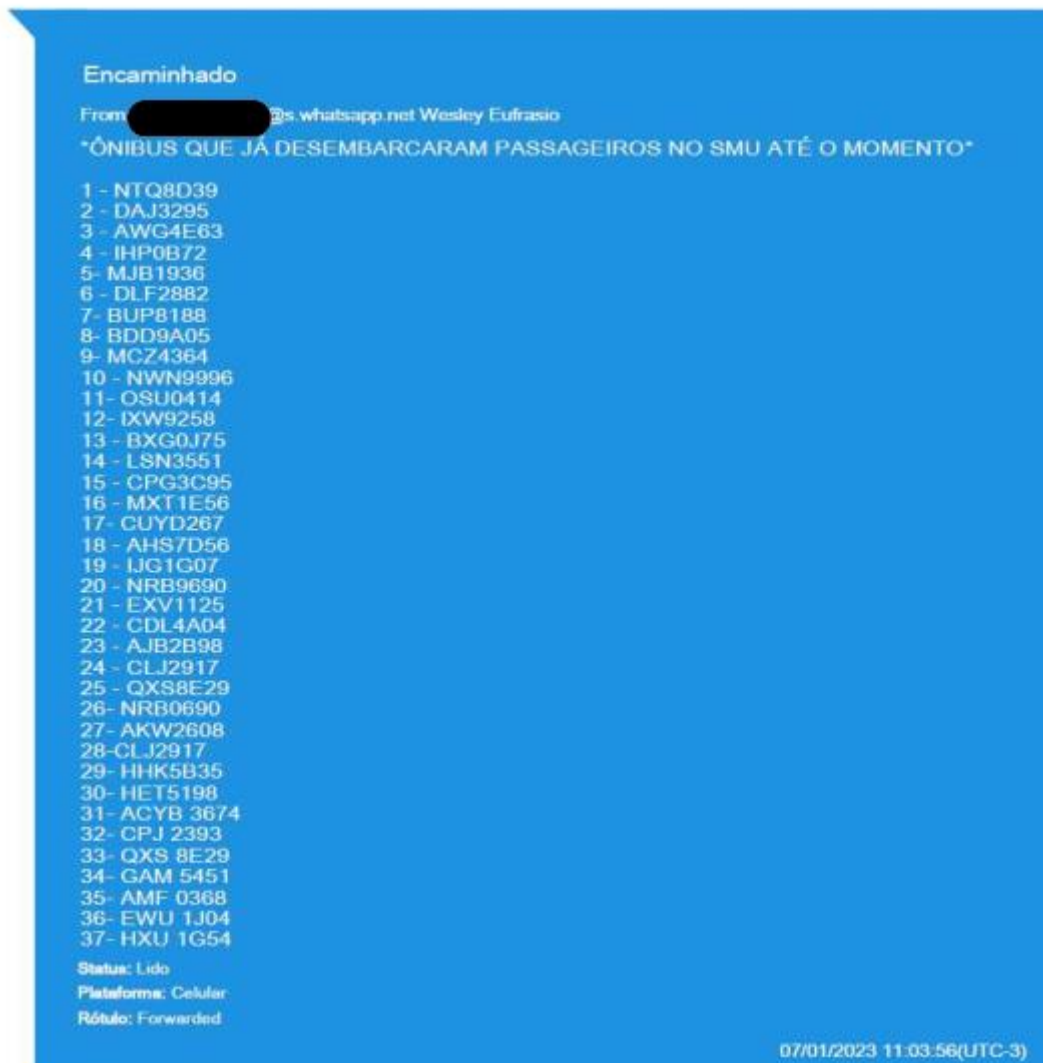 Encaminhado
From @s.whatsapp.net Wesley Eufrasio
*ÔNIBUS QUE JÁ DESEMBARCARAM PASSAGEIROS NO SMU ATÉ O MOMENTO*
1 - NTQ8D39
2 - DAJ3295
3 - AWG4E63
4 - IHP0B72
5- MJB1936
6 - DLF2882
7- BUP8188
8- BDD9A05
9- MCZ4364
10 - NWN9996
11- OSU0414
12- IXW9258
13 - BXG0J75
14 - LSN3551
15 - CPG3C95
16 - MXT1E56
17- CUYD267
18 - AHS7D56
19 - IJG1G07
20 - NRB9690
21 - EXV1125
22 - CDL4A04
23 - AJB2B98
24 - CLJ2917
25 - QXS8E29
26- NRB0690
27- AKW2608
28-CLJ2917
29- HHK5B35
30- HET5198
31- ACYB 3674
32- CPJ 2393
33- QXS 8E29
34- GAM 5451
35- AMF 0368
36- EWU 1J04
37- HXU 1G54
Status: Lido
Plataforma: Celular
Rótulo: Forwarded
07/01/2023 11:03:56(UTC-3)